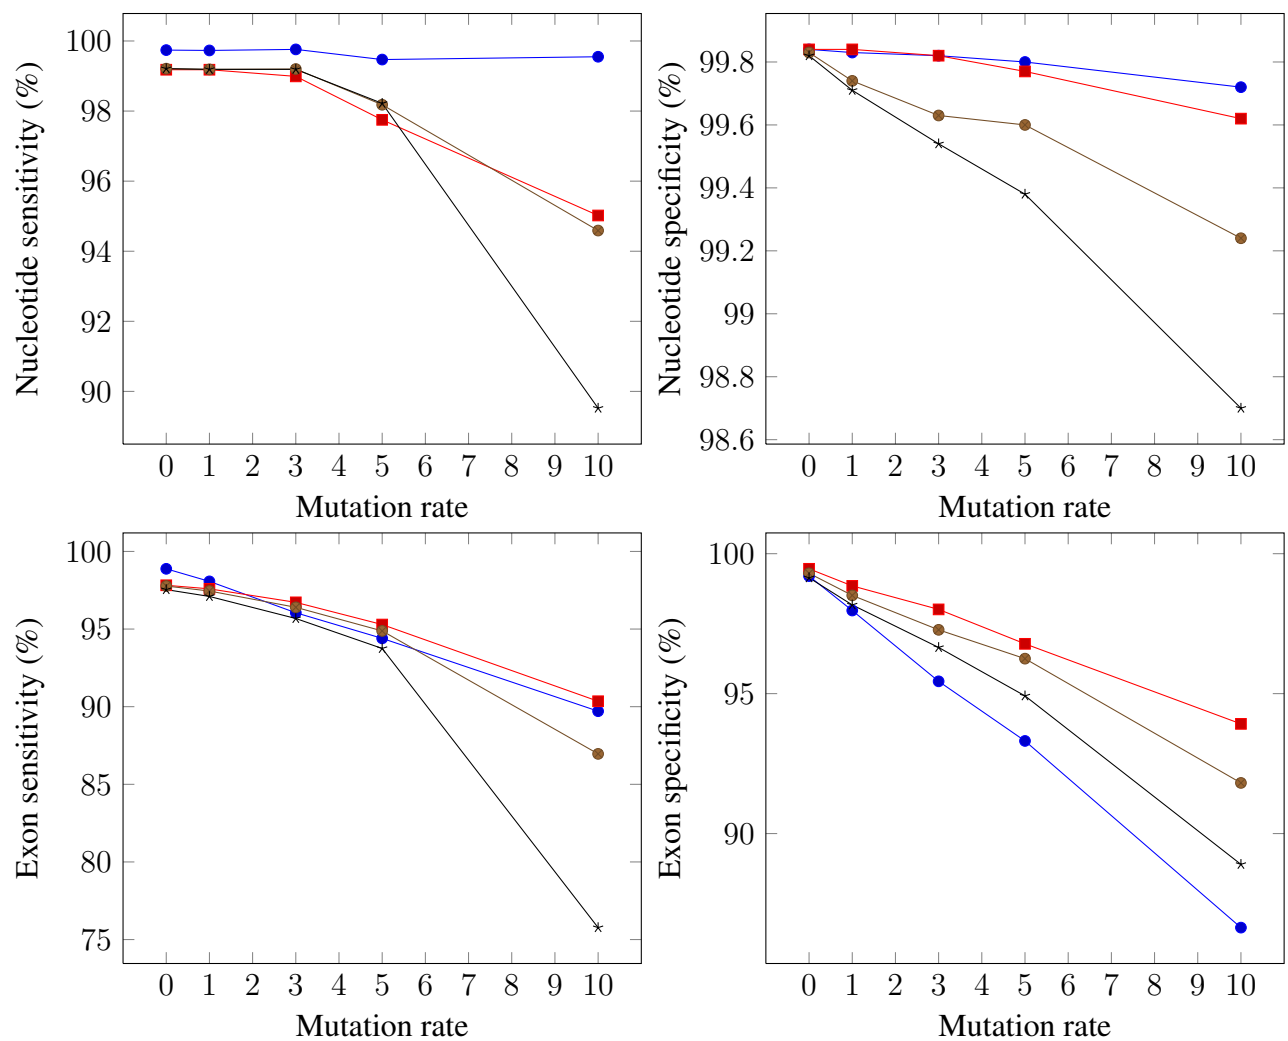 Nucleotide sensitivity (%)
100
98
96
94
92
90
0 1 2 3 4 5 6 7 8 9 10
Mutation rate
Nucleotide specificity (%)
99.8
99.6
99.4
99.2
99
98.8
98.6
0 1 2 3 4 5 6 7 8 9 10
Mutation rate
Exon sensitivity (%)
100
95
90
85
80
75
0 1 2 3 4 5 6 7 8 9 10
Mutation rate
Exon specificity (%)
100
95
90
0 1 2 3 4 5 6 7 8 9 10
Mutation rate